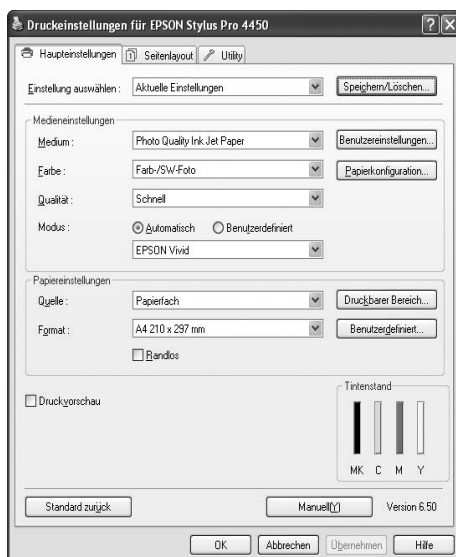 Druckeinstellungen für EPSON Stylus Pro 4450
Haupteinstellungen Seitenlayout Utility
Einstellung auswählen : Aktuelle Einstellungen Speichern/Löschen...
Medieneinstellungen
Medium : Photo Quality Ink Jet Paper Benutzereinstellungen...
Farbe : Farb-/SW-Foto Papierkonfiguration...
Qualität : Schnell
Modus : Automatisch Benutzerdefiniert
EPSON Vivid
Papiereinstellungen
Quelle : Papierfach Druckbarer Bereich...
Format : A4 210 x 297 mm Benutzerdefiniert...
Randlos
Druckvorschau
Tintenstand
MK C M Y
Standard zurück Manuell(Y) Version 6.50
OK Abbrechen Übernehmen Hilfe